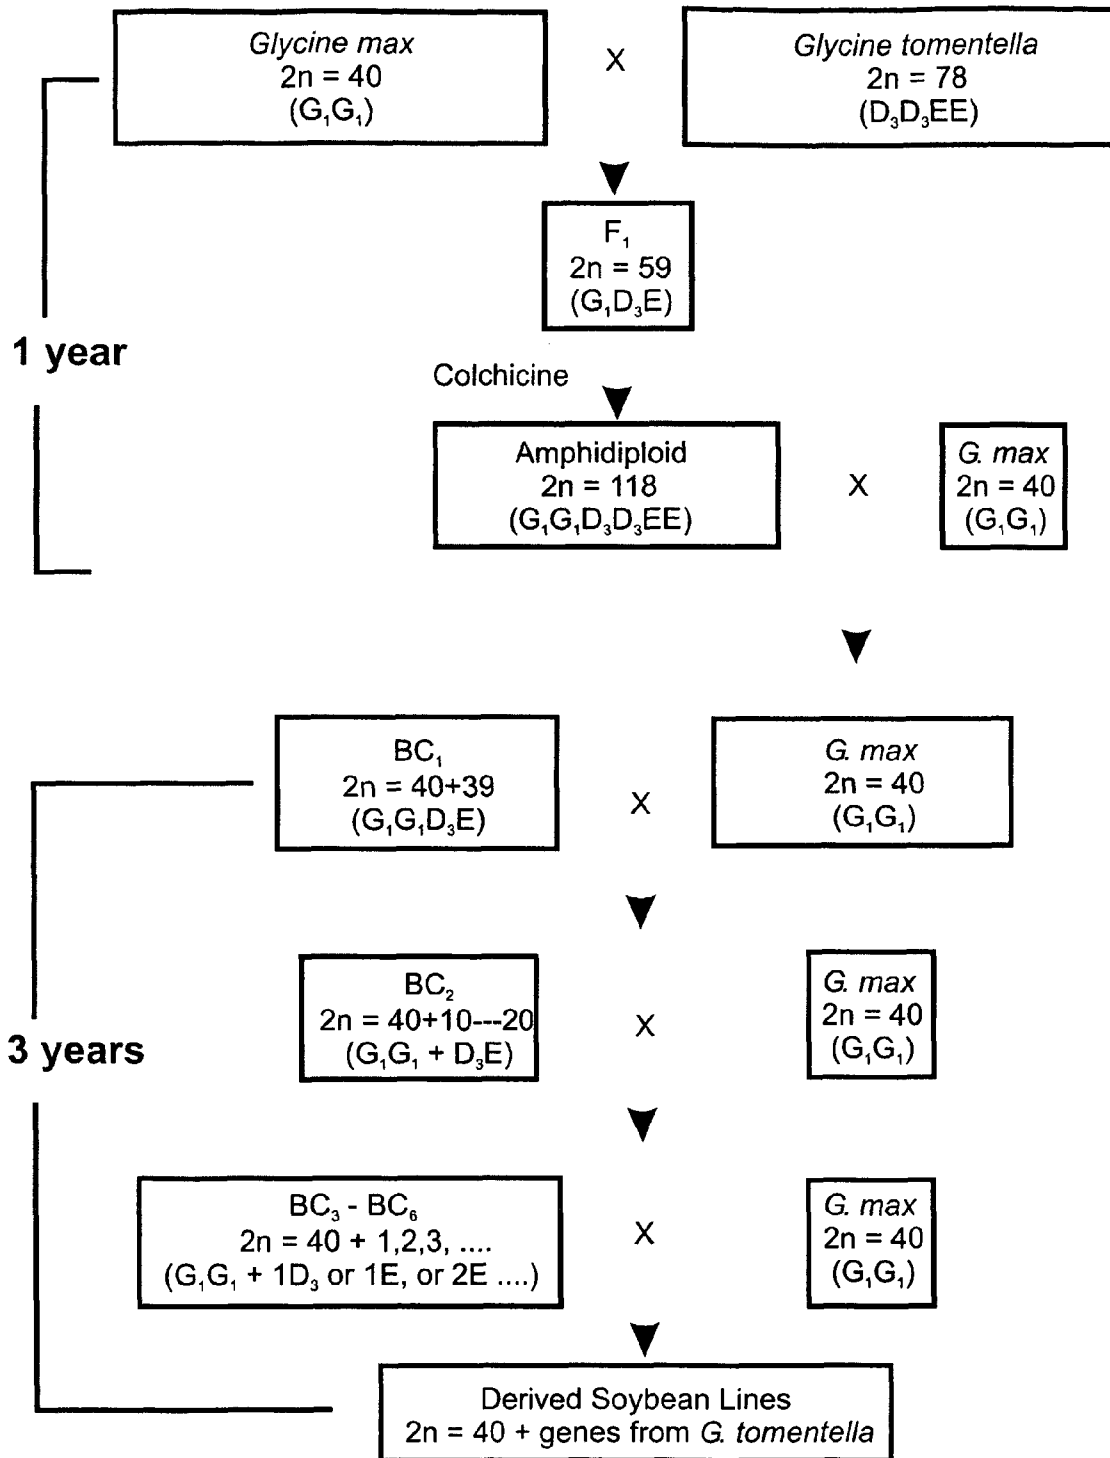 Glycine max
2n = 40
(G₁G₁)
X
Glycine tomentella
2n = 78
(D₃D₃EE)
F₁
2n = 59
(G₁D₃E)
1 year
Colchicine
Amphidiploid
2n = 118
(G₁G₁D₃D₃EE)
X
G. max
2n = 40
(G₁G₁)
BC₁
2n = 40+39
(G₁G₁D₃E)
X
G. max
2n = 40
(G₁G₁)
BC₂
2n = 40+10---20
(G₁G₁ + D₃E)
X
G. max
2n = 40
(G₁G₁)
3 years
BC₃ - BC₆
2n = 40 + 1,2,3, ....
(G₁G₁ + 1D₃ or 1E, or 2E ....)
X
G. max
2n = 40
(G₁G₁)
Derived Soybean Lines
2n = 40 + genes from G. tomentella